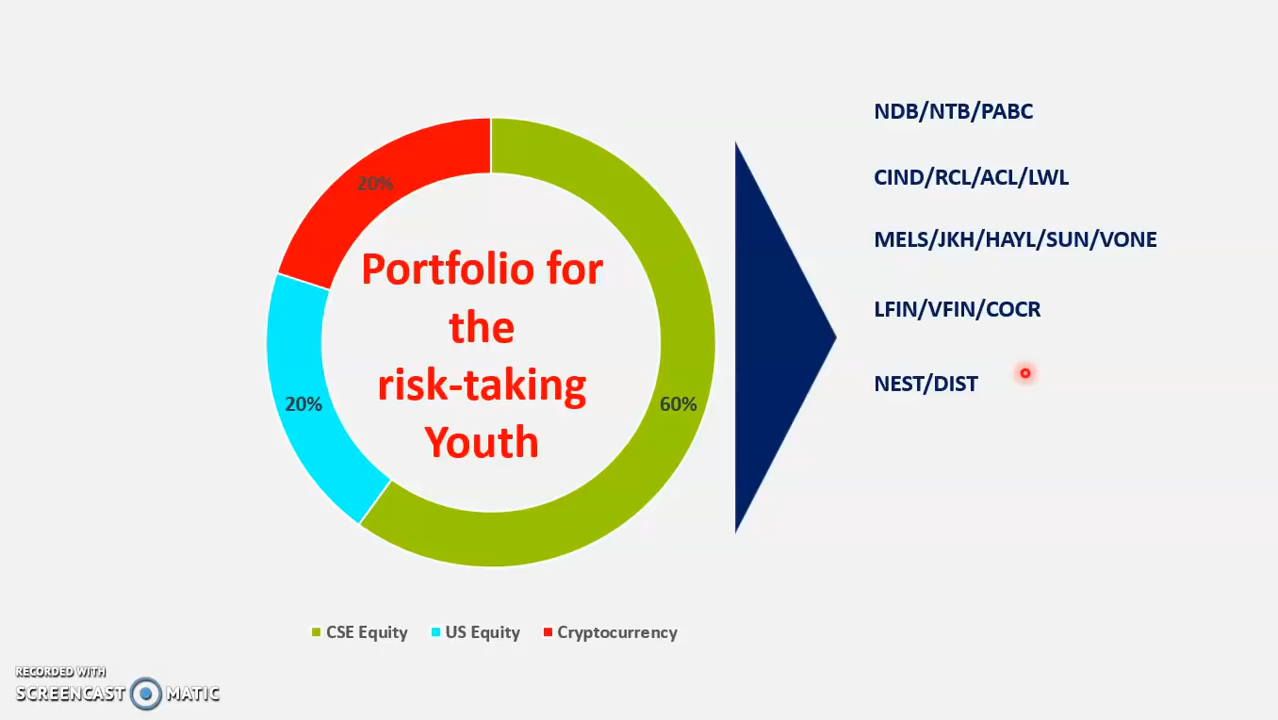 NDB/NTB/PABC
CIND/RCL/ACL/LWL
MELS/JKH/HAYL/SUN/VONE
LFIN/VFIN/COCR
NEST/DIST
20%
20%
60%
Portfolio for
the
risk-taking
Youth
CSE Equity US Equity Cryptocurrency
RECORDED WITH
SCREENCAST MATIC